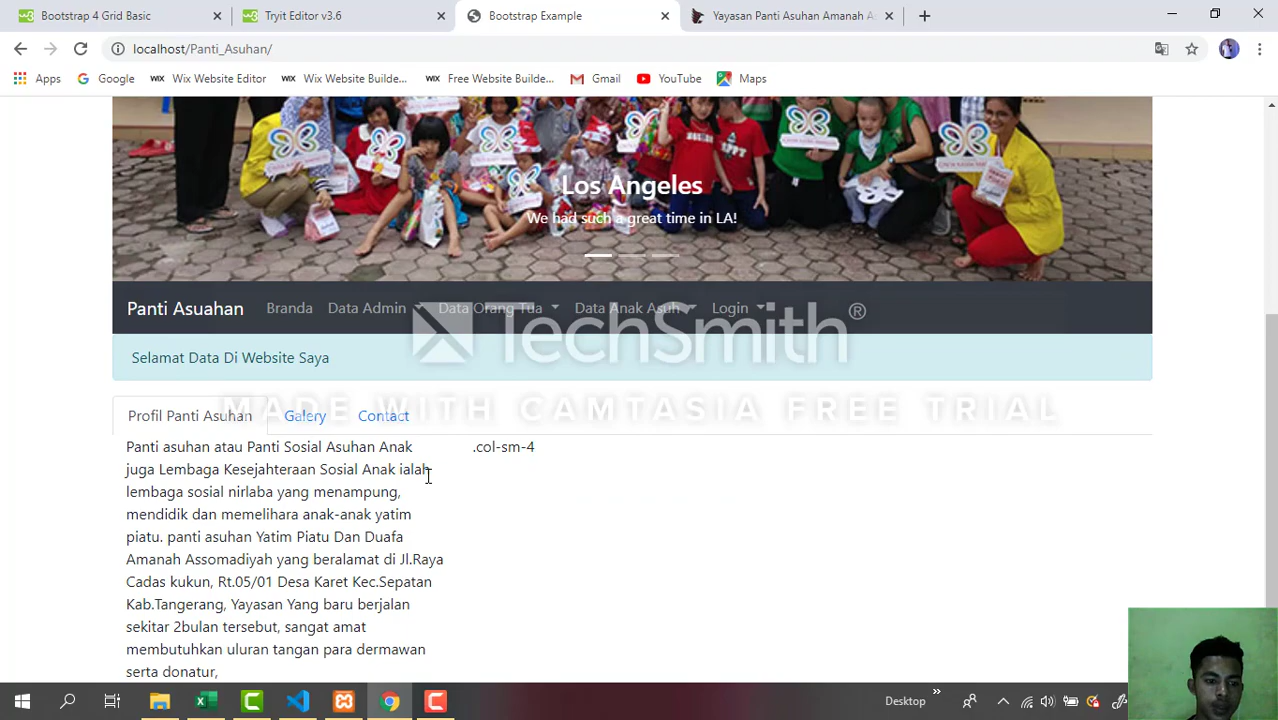 Bootstrap 4 Grid Basic
Tryit Editor v3.6
Bootstrap Example
Yayasan Panti Asuhan Amanah As
localhost/Panti_Asuhan/
Apps
Google
WIX Wix Website Editor
WIX Wix Website Builde...
WIX Free Website Builde...
Gmail
YouTube
Maps
Los Angeles
We had such a great time in LA!
Panti Asuahan
Branda
Data Admin
Data Orang Tua
Data Anak Asuh
Login
TechSmith®
Selamat Data Di Website Saya
MADE WITH CAMTASIA FREE TRIAL
Profil Panti Asuhan
Galery
Contact
Panti asuhan atau Panti Sosial Asuhan Anak
.col-sm-4
juga Lembaga Kesejahteraan Sosial Anak ialah
lembaga sosial nirlaba yang menampung,
mendidik dan memelihara anak-anak yatim
piatu. panti asuhan Yatim Piatu Dan Duafa
Amanah Assomadiyah yang beralamat di Jl.Raya
Cadas kukun, Rt.05/01 Desa Karet Kec.Sepatan
Kab.Tangerang, Yayasan Yang baru berjalan
sekitar 2bulan tersebut, sangat amat
membutuhkan uluran tangan para dermawan
serta donatur,
Desktop